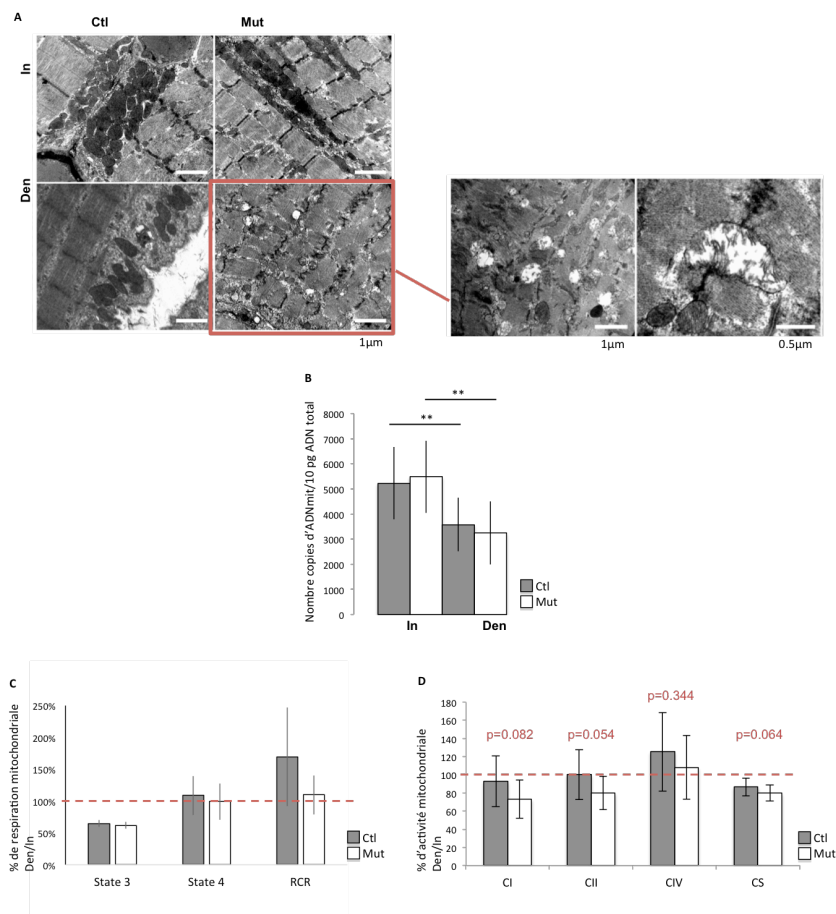 A
Ctl
Mut
In
Den
1µm
1µm
0.5µm
B
**
**
Nombre copies d'ADNmit/10 pg ADN total
8000
7000
6000
5000
4000
3000
2000
1000
0
In
Den
Ctl
Mut
C
% de respiration mitochondriale
Den/In
250%
200%
150%
100%
50%
0%
State 3
State 4
RCR
Ctl
Mut
D
% d'activité mitochondriale
Den/In
180
160
140
120
100
80
60
40
20
0
p=0.082
p=0.054
p=0.344
p=0.064
CI
CII
CIV
CS
Ctl
Mut